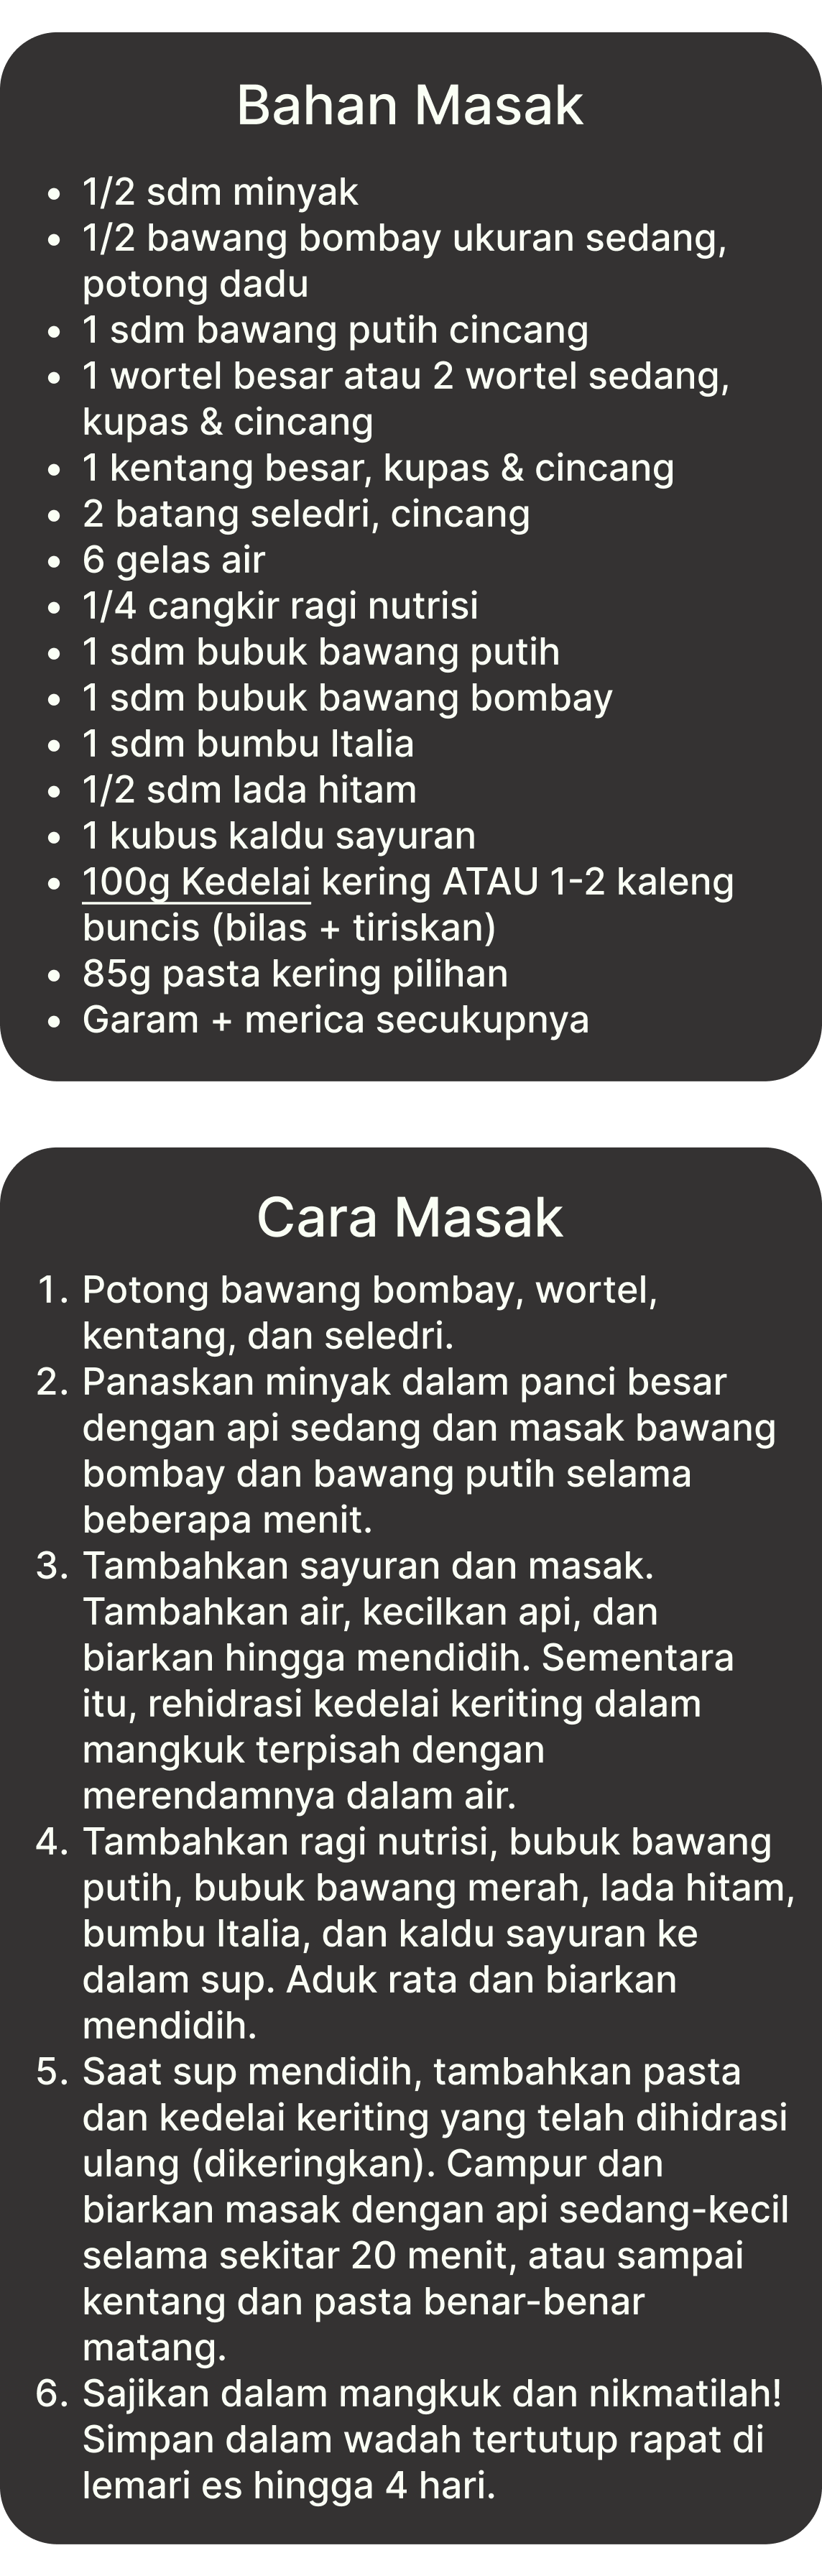 Bahan Masak
• 1/2 sdm minyak
• 1/2 bawang bombay ukuran sedang,
potong dadu
• 1 sdm bawang putih cincang
• 1 wortel besar atau 2 wortel sedang,
kupas & cincang
• 1 kentang besar, kupas & cincang
• 2 batang seledri, cincang
• 6 gelas air
• 1/4 cangkir ragi nutrisi
• 1 sdm bubuk bawang putih
• 1 sdm bubuk bawang bombay
• 1 sdm bumbu Italia
• 1/2 sdm lada hitam
• 1 kubus kaldu sayuran
• 100g Kedelai kering ATAU 1-2 kaleng
buncis (bilas + tiriskan)
• 85g pasta kering pilihan
• Garam + merica secukupnya
Cara Masak
1. Potong bawang bombay, wortel,
kentang, dan seledri.
2. Panaskan minyak dalam panci besar
dengan api sedang dan masak bawang
bombay dan bawang putih selama
beberapa menit.
3. Tambahkan sayuran dan masak.
Tambahkan air, kecilkan api, dan
biarkan hingga mendidih. Sementara
itu, rehidrasi kedelai keriting dalam
mangkuk terpisah dengan
merendamnya dalam air.
4. Tambahkan ragi nutrisi, bubuk bawang
putih, bubuk bawang merah, lada hitam,
bumbu Italia, dan kaldu sayuran ke
dalam sup. Aduk rata dan biarkan
mendidih.
5. Saat sup mendidih, tambahkan pasta
dan kedelai keriting yang telah dihidrasi
ulang (dikeringkan). Campur dan
biarkan masak dengan api sedang-kecil
selama sekitar 20 menit, atau sampai
kentang dan pasta benar-benar
matang.
6. Sajikan dalam mangkuk dan nikmatilah!
Simpan dalam wadah tertutup rapat di
lemari es hingga 4 hari.